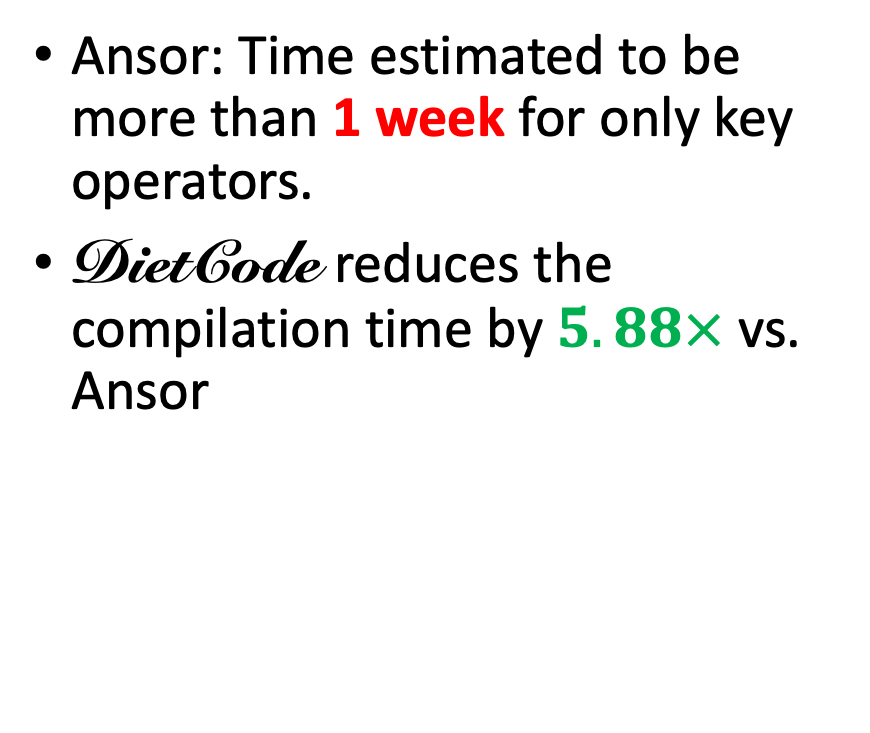 • Ansor: Time estimated to be
more than 1 week for only key
operators.
• DietCode reduces the
compilation time by 5.88× vs.
Ansor